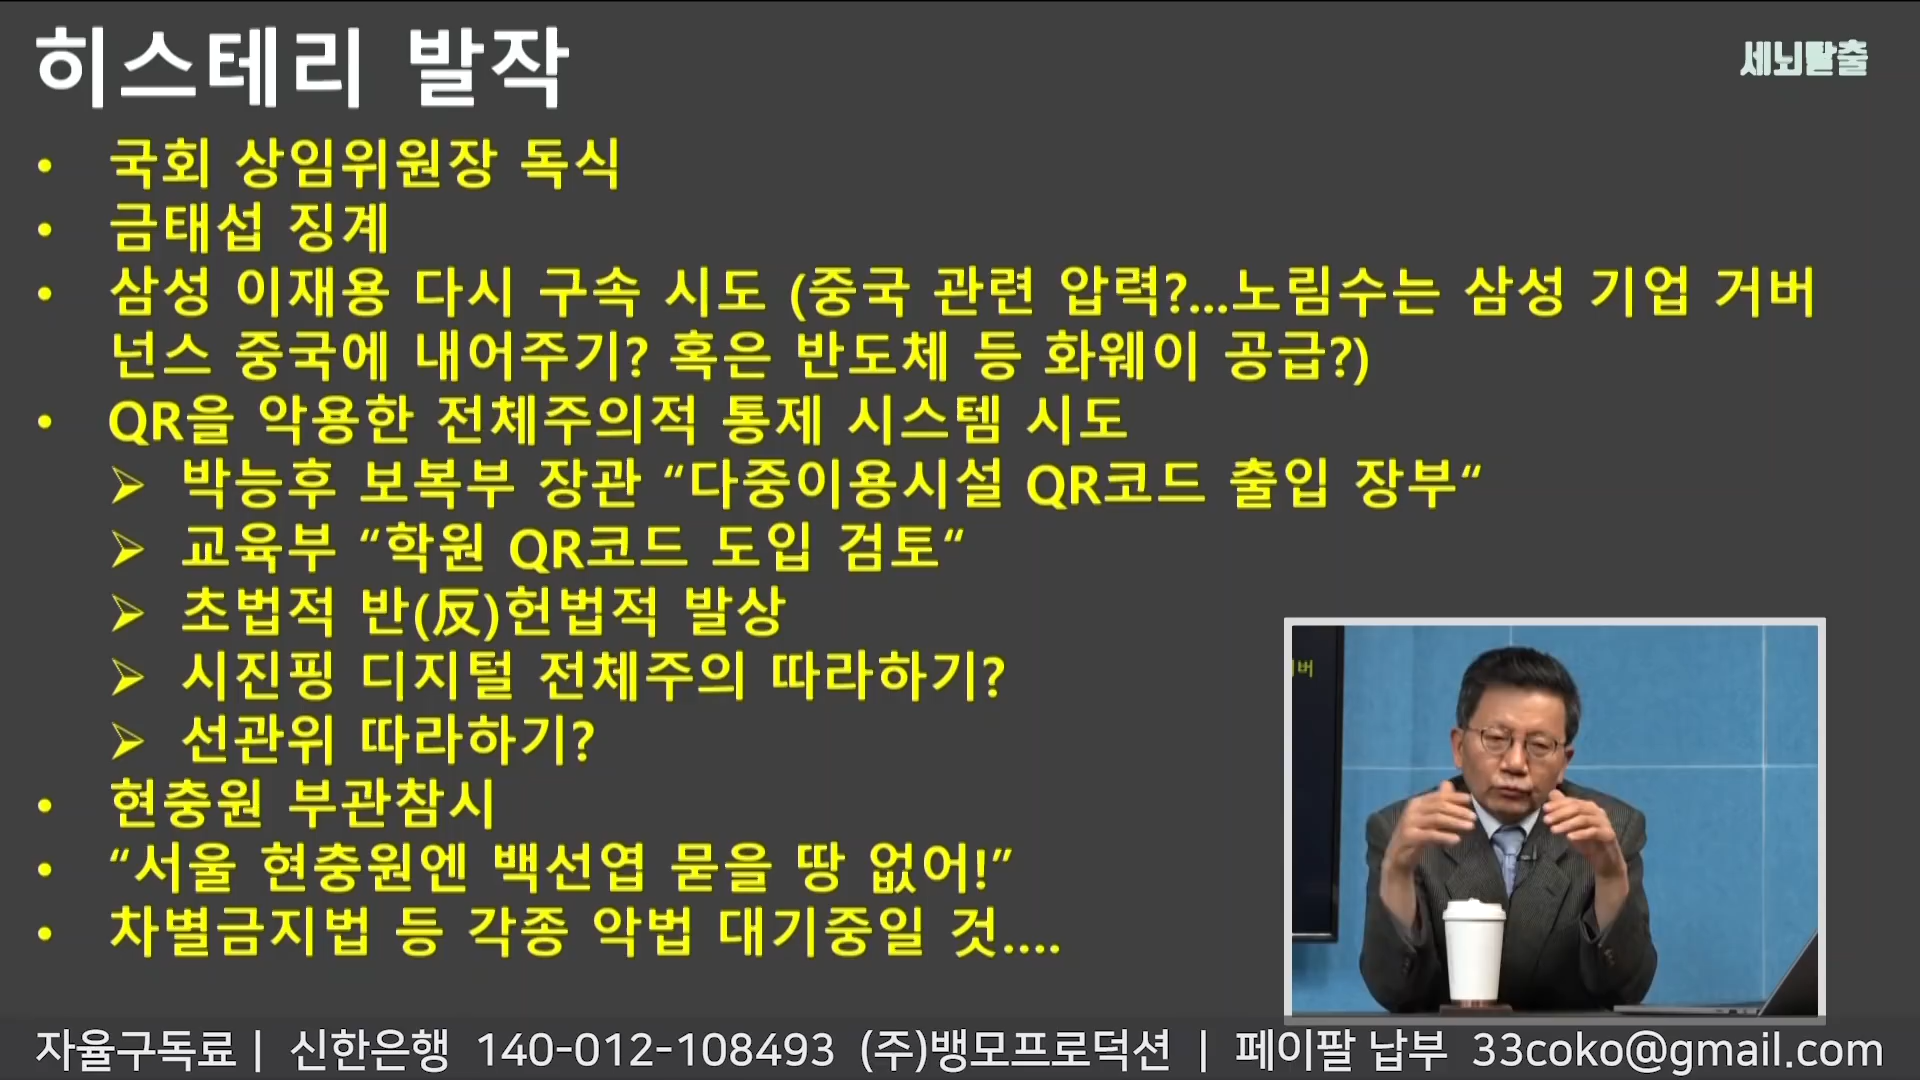 히스테리 발작
세뇌탈출
• 국회 상임위원장 독식
• 금태섭 징계
• 삼성 이재용 다시 구속 시도 (중국 관련 압력?...노림수는 삼성 기업 거버
넌스 중국에 내어주기? 혹은 반도체 등 화웨이 공급?)
• QR을 악용한 전체주의적 통제 시스템 시도
➢ 박능후 보복부 장관 “다중이용시설 QR코드 출입 장부“
➢ 교육부 “학원 QR코드 도입 검토“
➢ 초법적 반(反)헌법적 발상
➢ 시진핑 디지털 전체주의 따라하기?
➢ 선관위 따라하기?
• 현충원 부관참시
• “서울 현충원엔 백선엽 묻을 땅 없어!”
• 차별금지법 등 각종 악법 대기중일 것....
버
자율구독료 | 신한은행 140-012-108493 (주)뱅모프로덕션 | 페이팔 납부 33coko@gmail.com